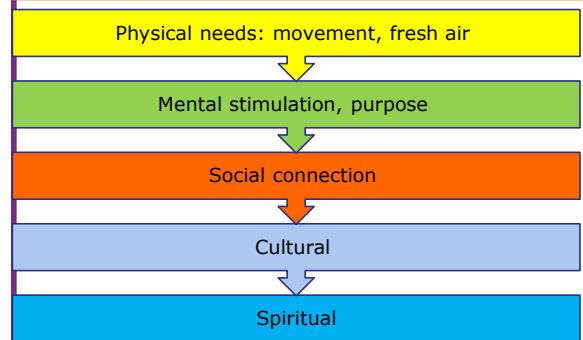 Physical needs: movement, fresh air
Mental stimulation, purpose
Social connection
Cultural
Spiritual